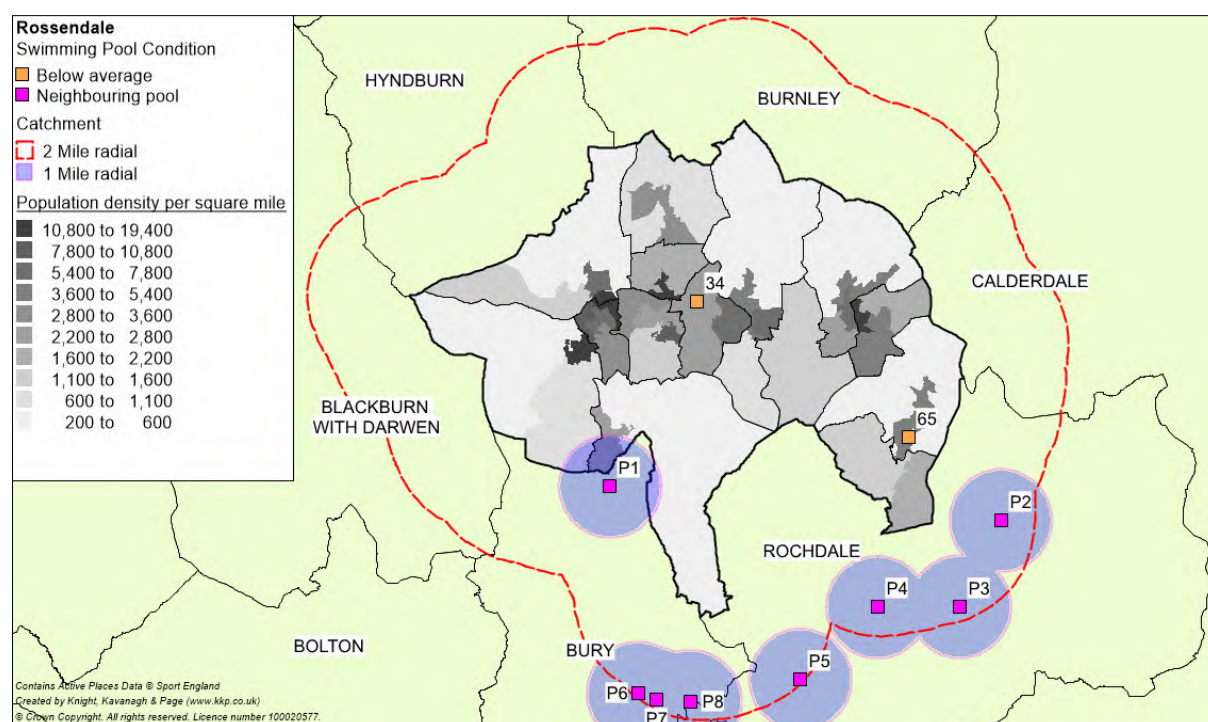 Rossendale
Swimming Pool Condition
Below average
Neighbouring pool
Catchment
2 Mile radial
1 Mile radial
Population density per square mile
10,800 to 19,400
7,800 to 10,800
5,400 to 7,800
3,600 to 5,400
2,800 to 3,600
2,200 to 2,800
1,600 to 2,200
1,100 to 1,600
600 to 1,100
200 to 600
HYNDBURN
BURNLEY
CALDERDALE
34
BLACKBURN
WITH DARWEN
65
P1
P2
ROCHDALE
P4
P3
BOLTON
BURY
P5
P6
P7
P8
Contains Active Places Data © Sport England
Created by Knight, Kavanagh & Page (www.kkp.co.uk)
© Crown Copyright. All rights reserved. Licence number 100020577.